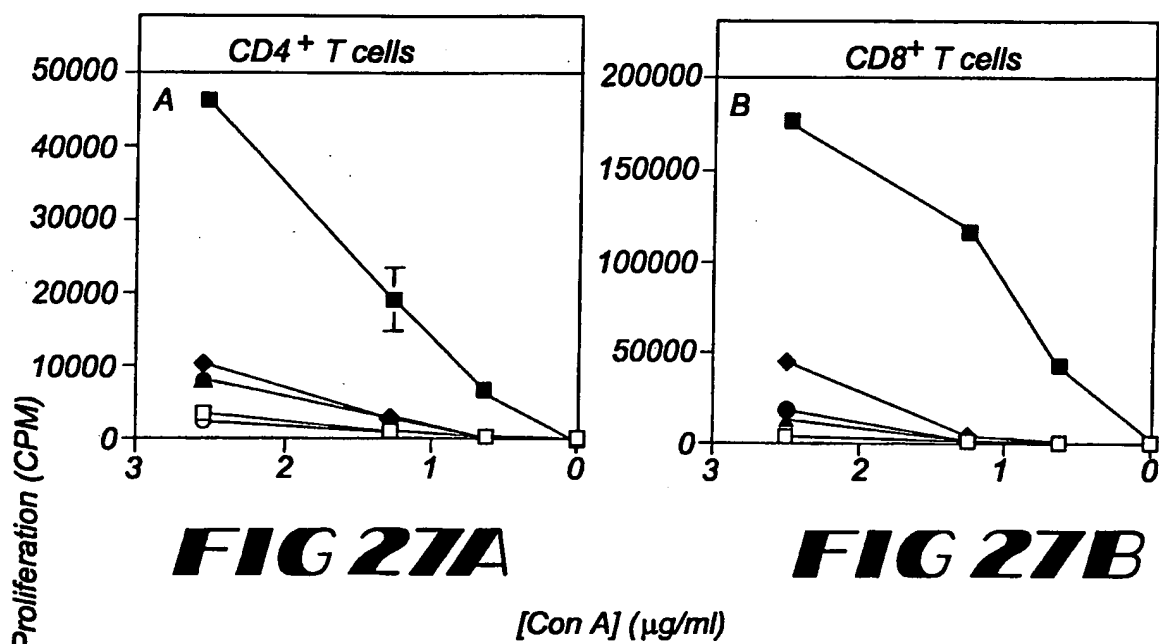 CD4+ T cells
A
50000
40000
30000
20000
10000
0
3 2 1 0
FIG 27A
CD8+ T cells
B
200000
150000
100000
50000
0
3 2 1 0
FIG 27B
Proliferation (CPM)
[Con A] (µg/ml)